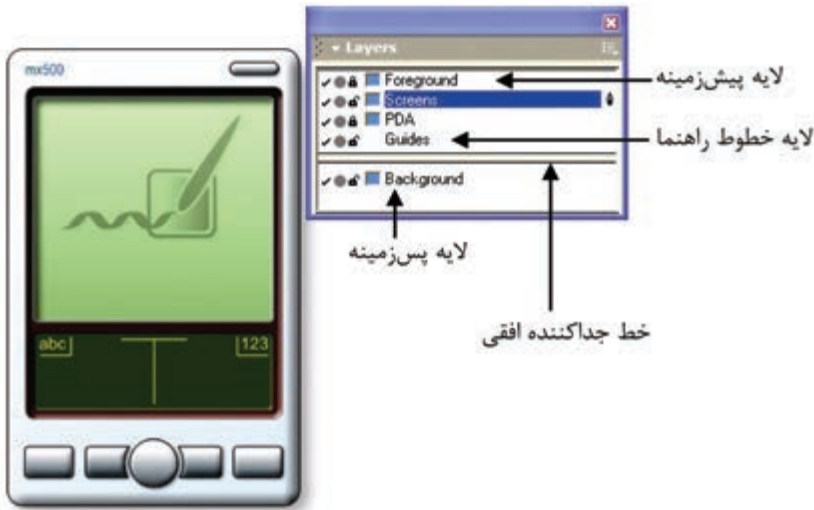 mx500
abc
123
Layers
Foreground
Screens
PDA
Guides
Background
لایه پیش‌زمینه
لایه خطوط راهنما
لایه پس‌زمینه
خط جداکننده افقی